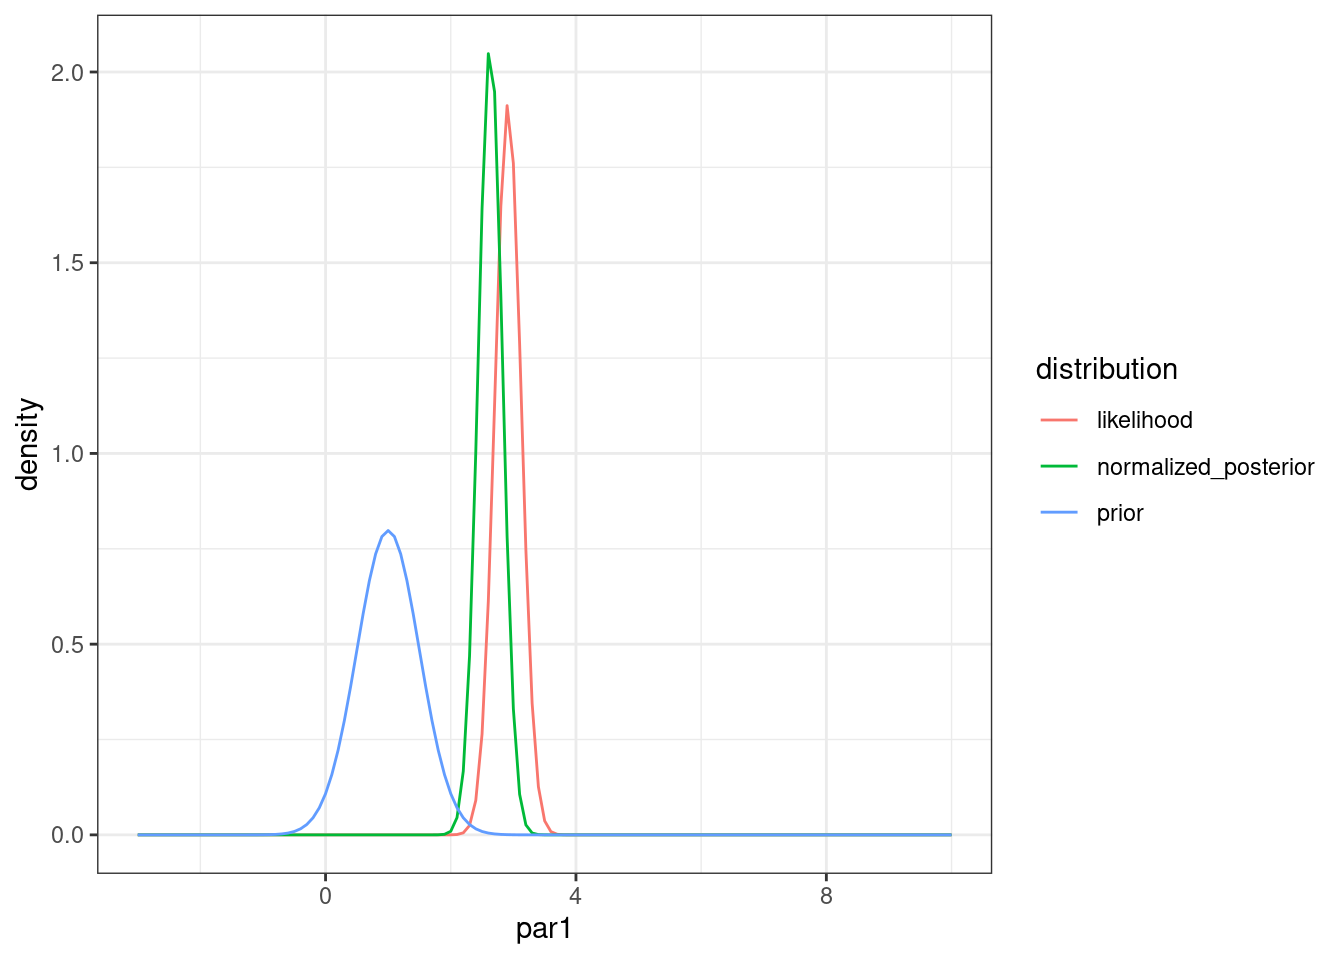 2.0
1.5
1.0
0.5
0.0
density
0
4
8
par1
distribution
likelihood
normalized_posterior
prior